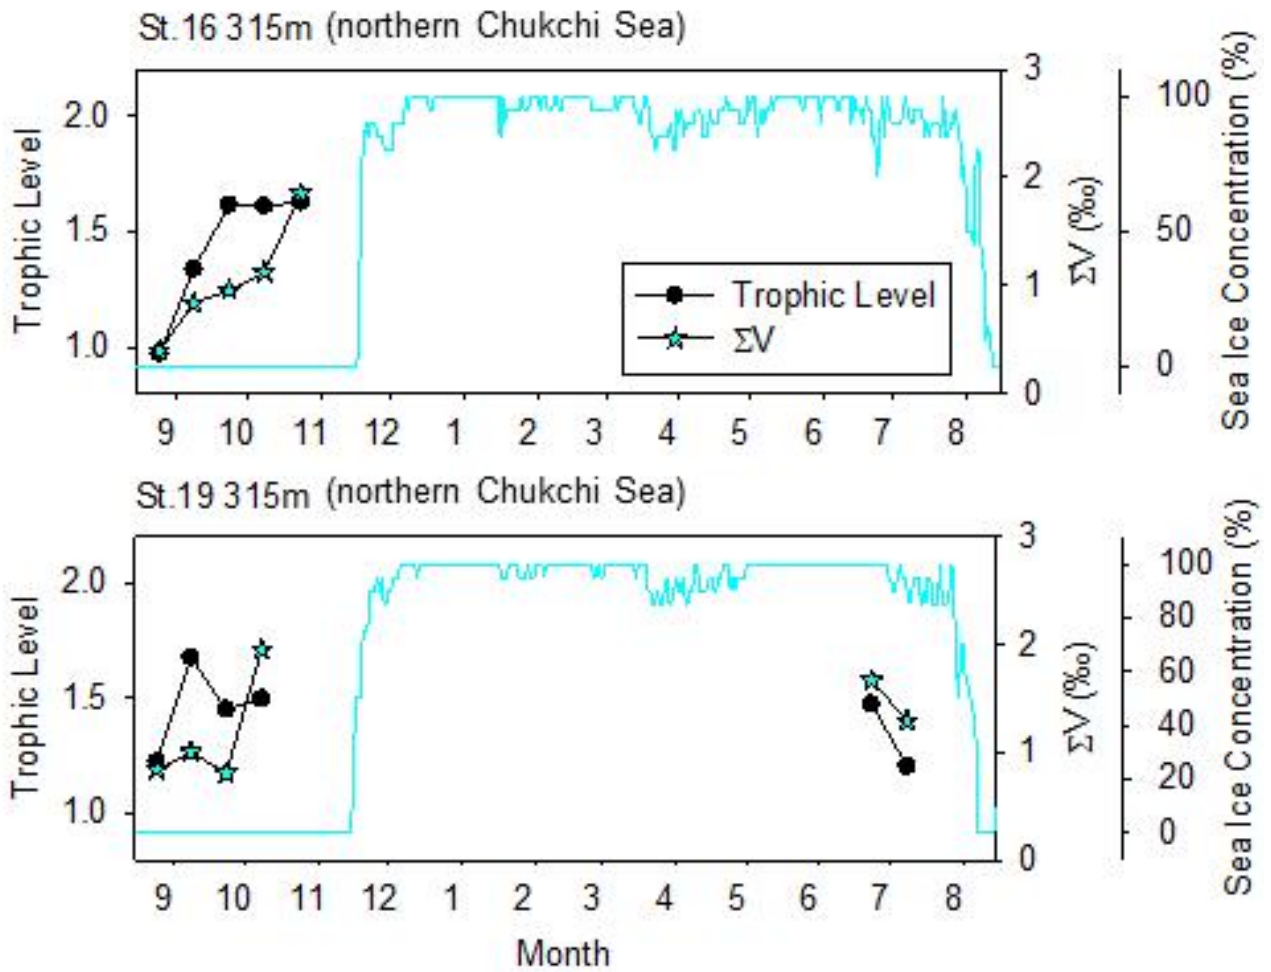 St.16 315m (northern Chukchi Sea)
Trophic Level
2.0
1.5
1.0
3
2
1
0
ΣV (‰)
100
50
0
Sea Ice Concentration (%)
Trophic Level
ΣV
9 10 11 12 1 2 3 4 5 6 7 8
St.19 315m (northern Chukchi Sea)
Trophic Level
2.0
1.5
1.0
3
2
1
0
ΣV (‰)
100
80
60
40
20
0
Sea Ice Concentration (%)
9 10 11 12 1 2 3 4 5 6 7 8
Month